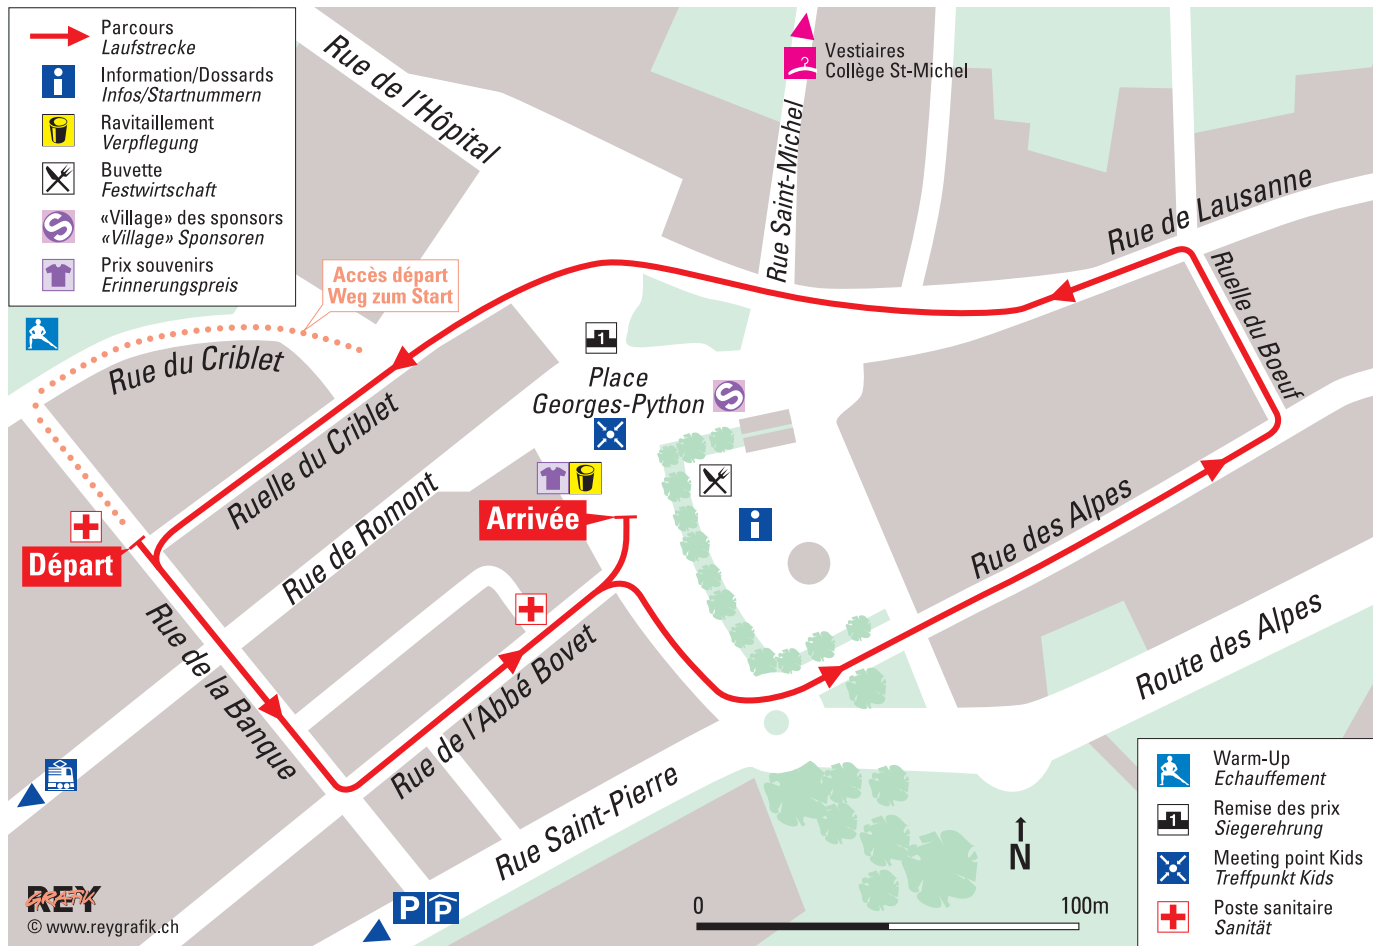 Parcours
Laufstrecke
Information/Dossards
Infos/Startnummern
Ravitaillement
Verpflegung
Buvette
Festwirtschaft
«Village» des sponsors
«Village» Sponsoren
Prix souvenirs
Erinnerungspreis
Rue de l'Hôpital
Vestiaires
Collège St-Michel
Rue Saint-Michel
Rue de Lausanne
Ruelle du Boeuf
Accès départ
Weg zum Start
Rue du Criblet
1
Place
Georges-Python
S
Ruelle du Criblet
Rue de Romont
Arrivée
i
Départ
Rue des Alpes
Rue de la Banque
Rue de l'Abbé Bovet
Route des Alpes
Rue Saint-Pierre
P P
N
0 100m
Warm-Up
Echauffement
Remise des prix
Siegerehrung
Meeting point Kids
Treffpunkt Kids
Poste sanitaire
Sanität
REY
GRAFIK
© www.reygrafik.ch